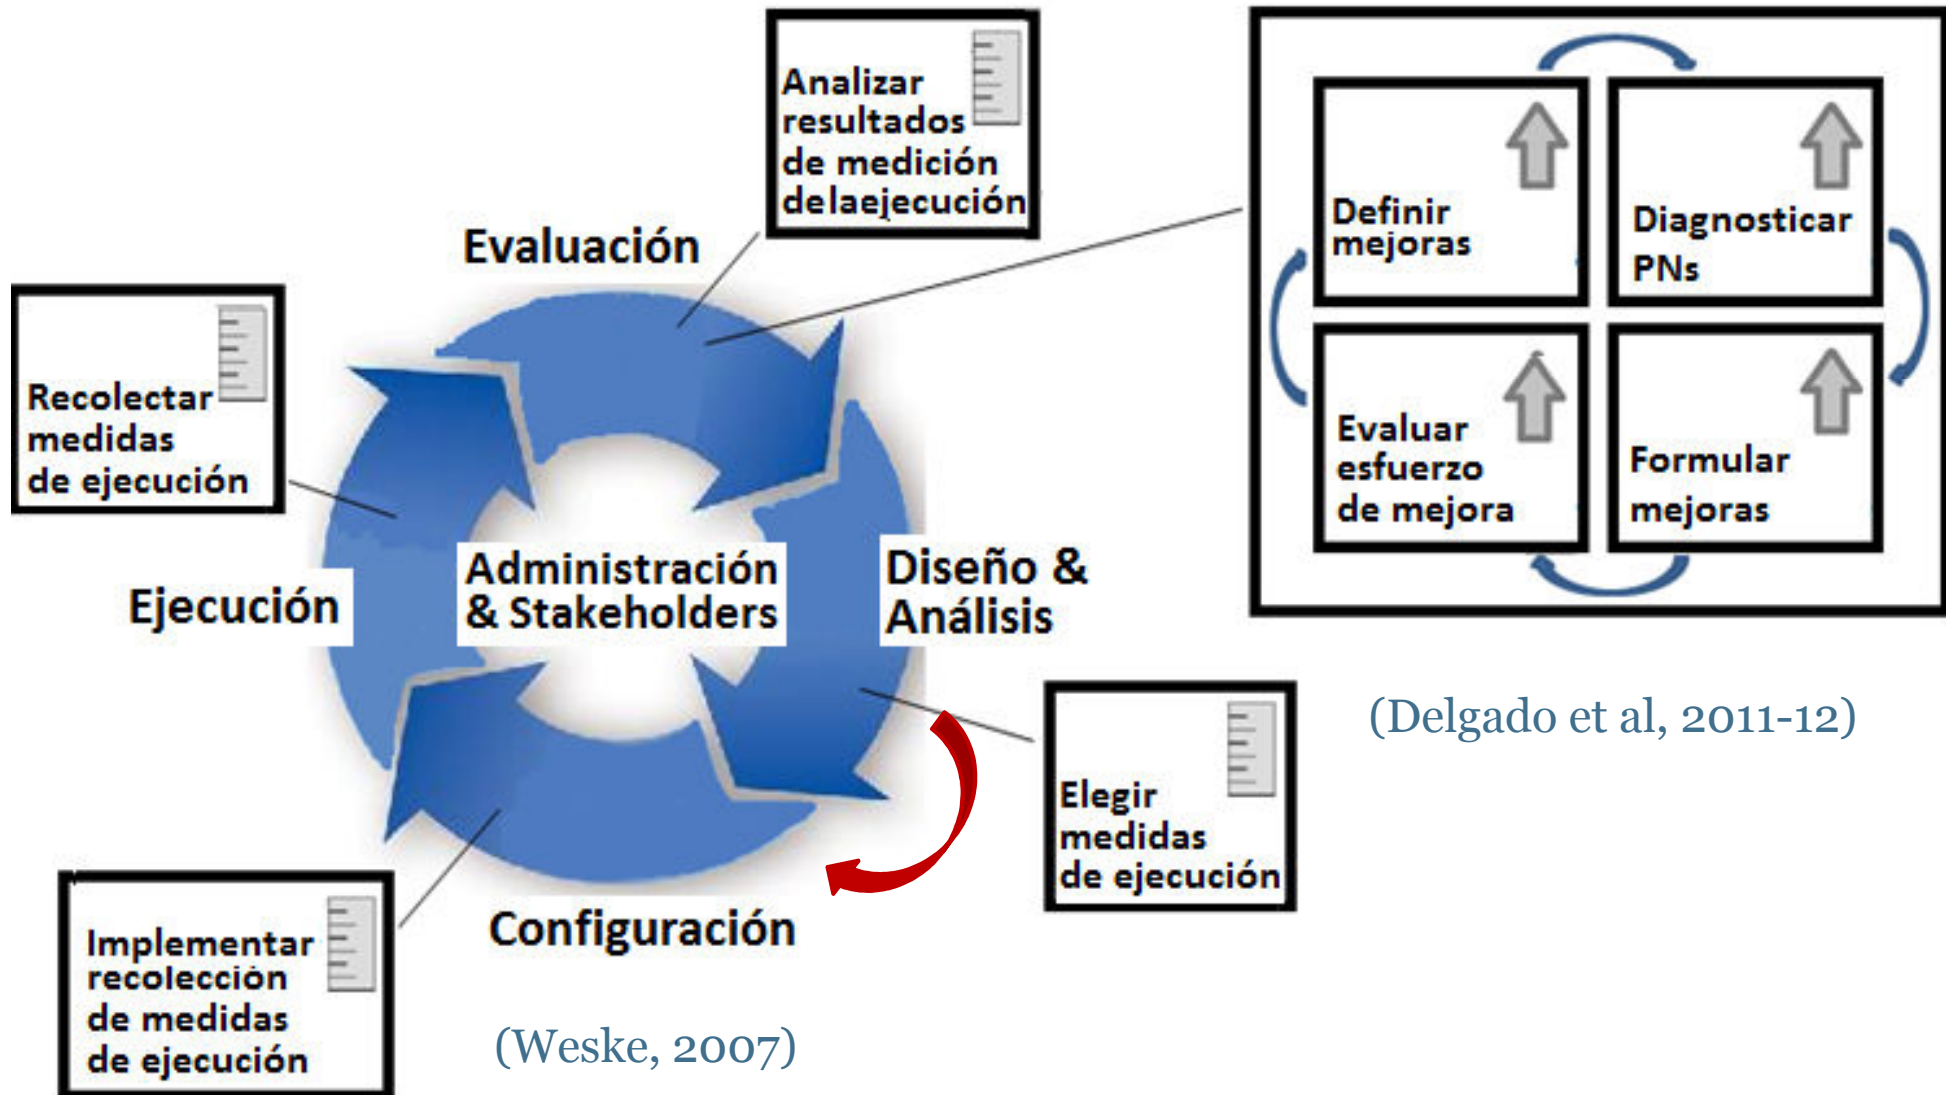 Analizar
resultados
de medición
delaejecución
Definir
mejoras
Diagnosticar
PNs
Evaluar
esfuerzo
de mejora
Formular
mejoras
Evaluación
Recolectar
medidas
de ejecución
Ejecución
Administración
& Stakeholders
Diseño &
Análisis
(Delgado et al, 2011-12)
Elegir
medidas
de ejecución
Configuración
Implementar
recolección
de medidas
de ejecución
(Weske, 2007)